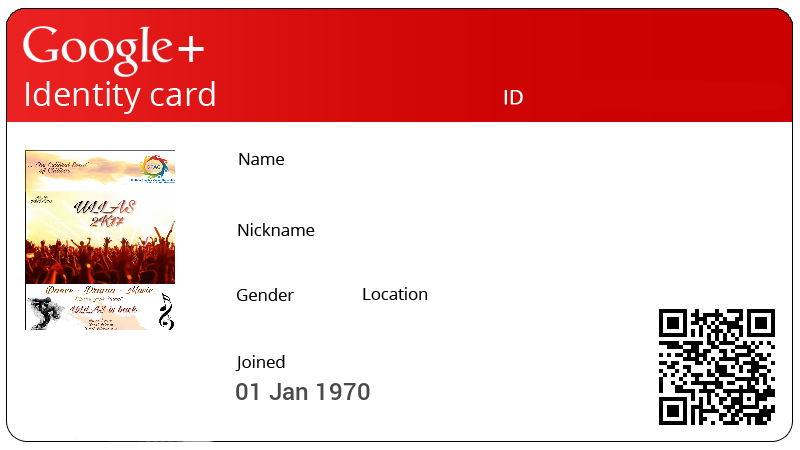 Google+
Identity card
ID
Name
ULLAS
2K17
Nickname
Gender
Location
Dance - Drama - Music
ULLAS is back
Joined
01 Jan 1970